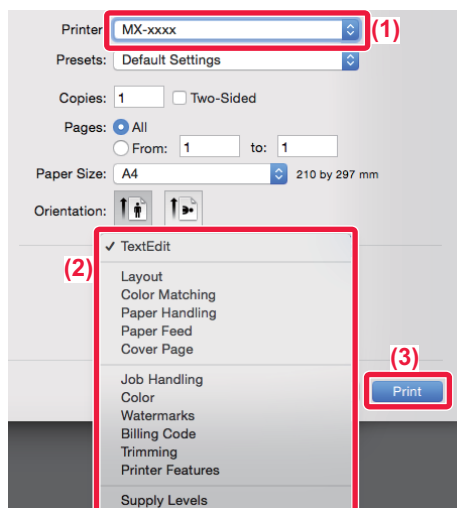 Printer: MX-xxxx (1)
Presets: Default Settings
Copies: 1 Two-Sided
Pages: All
From: 1 to: 1
Paper Size: A4 210 by 297 mm
Orientation:
(2)
✓ TextEdit
Layout
Color Matching
Paper Handling
Paper Feed
Cover Page
(3)
Job Handling
Print
Color
Watermarks
Billing Code
Trimming
Printer Features
Supply Levels